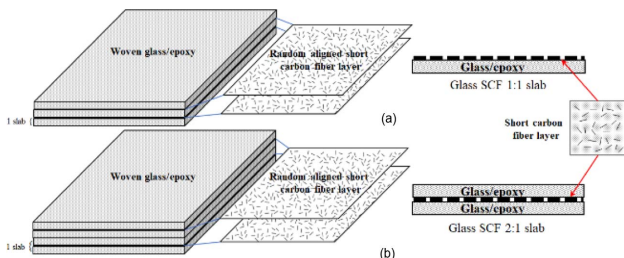 Woven glass/epoxy
Random aligned short
carbon fiber layer
1 slab
(a)
Glass/epoxy
Glass SCF 1:1 slab
Short carbon
fiber layer
Woven glass/epoxy
Random aligned short
carbon fiber layer
1 slab
(b)
Glass/epoxy
Glass/epoxy
Glass SCF 2:1 slab